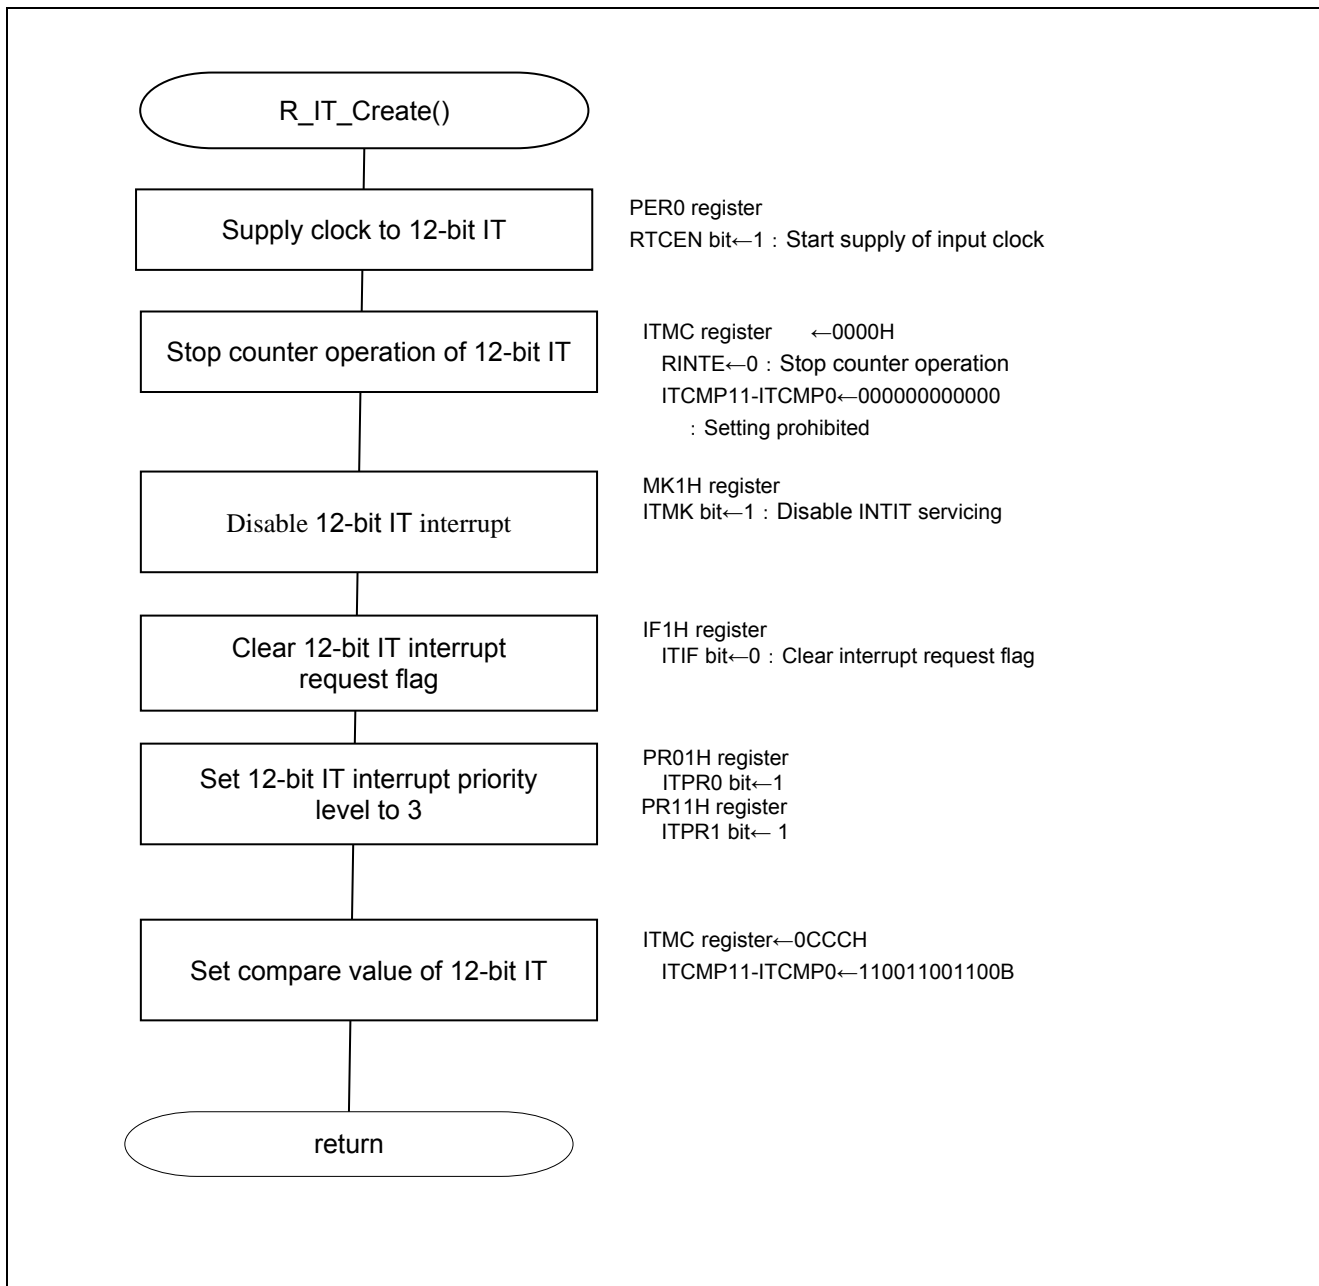 R_IT_Create()
Supply clock to 12-bit IT
PER0 register
RTCEN bit←1 : Start supply of input clock
Stop counter operation of 12-bit IT
ITMC register ←0000H
RINTE←0 : Stop counter operation
ITCMP11-ITCMP0←000000000000
: Setting prohibited
Disable 12-bit IT interrupt
MK1H register
ITMK bit←1 : Disable INTIT servicing
Clear 12-bit IT interrupt
request flag
IF1H register
ITIF bit←0 : Clear interrupt request flag
Set 12-bit IT interrupt priority
level to 3
PR01H register
ITPR0 bit←1
PR11H register
ITPR1 bit← 1
Set compare value of 12-bit IT
ITMC register←0CCCH
ITCMP11-ITCMP0←110011001100B
return